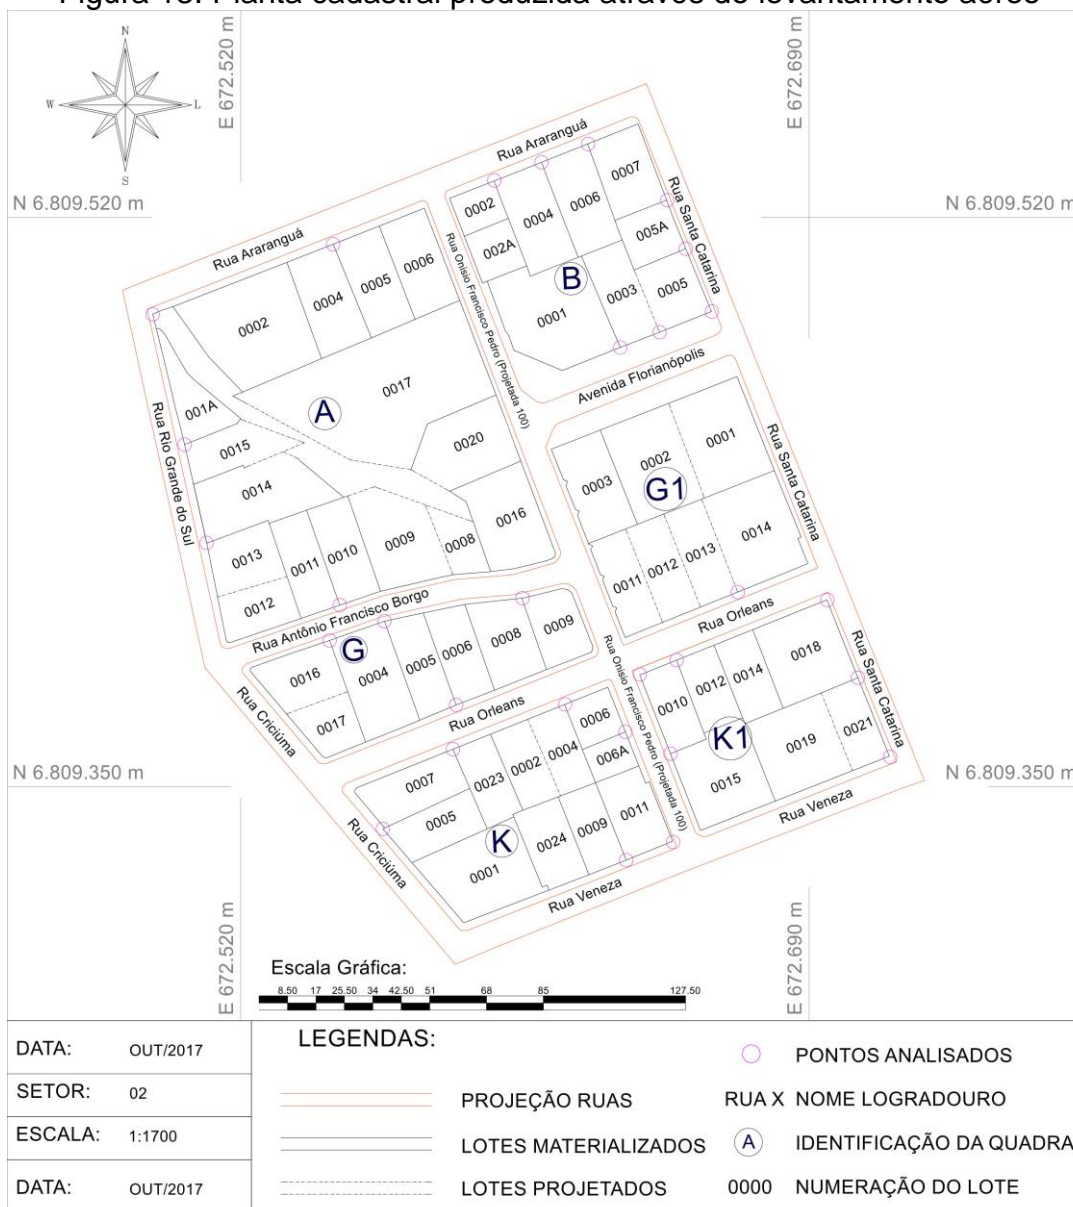 Figura 18: Planta cadastral produzida através do levantamento aéreo
N
W
L
S
E 672.520 m
E 672.690 m
N 6.809.520 m
N 6.809.520 m
Rua Araranguá
Rua Araranguá
Rua Santa Catarina
Rua Onisio Francisco Pedro (Projetada 100)
0002
002A
0004
0006
0007
005A
0005
0003
0001
B
Avenida Florianópolis
0002
0004
0005
0006
0017
A
001A
0015
0014
0020
0016
0013
0012
0011
0010
0009
0008
Rua Rio Grande do Sul
Rua Antônio Francisco Borgo
0003
0002
0001
G1
0011
0012
0013
0014
Rua Santa Catarina
Rua Orleans
0016
0017
G
0004
0005
0006
0008
0009
Rua Criciúma
Rua Orleans
Rua Onisio Francisco Pedro (Projetada 100)
0010
0012
0014
0018
K1
0015
0019
0021
Rua Santa Catarina
Rua Veneza
0007
0005
0023
0002
0004
0006
006A
K
0001
0024
0009
0011
Rua Criciúma
Rua Veneza
N 6.809.350 m
N 6.809.350 m
E 672.520 m
E 672.690 m
Escala Gráfica:
8.50 17 25.50 34 42.50 51 68 85 127.50
DATA: OUT/2017
SETOR: 02
ESCALA: 1:1700
DATA: OUT/2017
LEGENDAS:
PROJEÇÃO RUAS
LOTES MATERIALIZADOS
LOTES PROJETADOS
PONTOS ANALISADOS
RUA X NOME LOGRADOURO
A IDENTIFICAÇÃO DA QUADRA
0000 NUMERAÇÃO DO LOTE